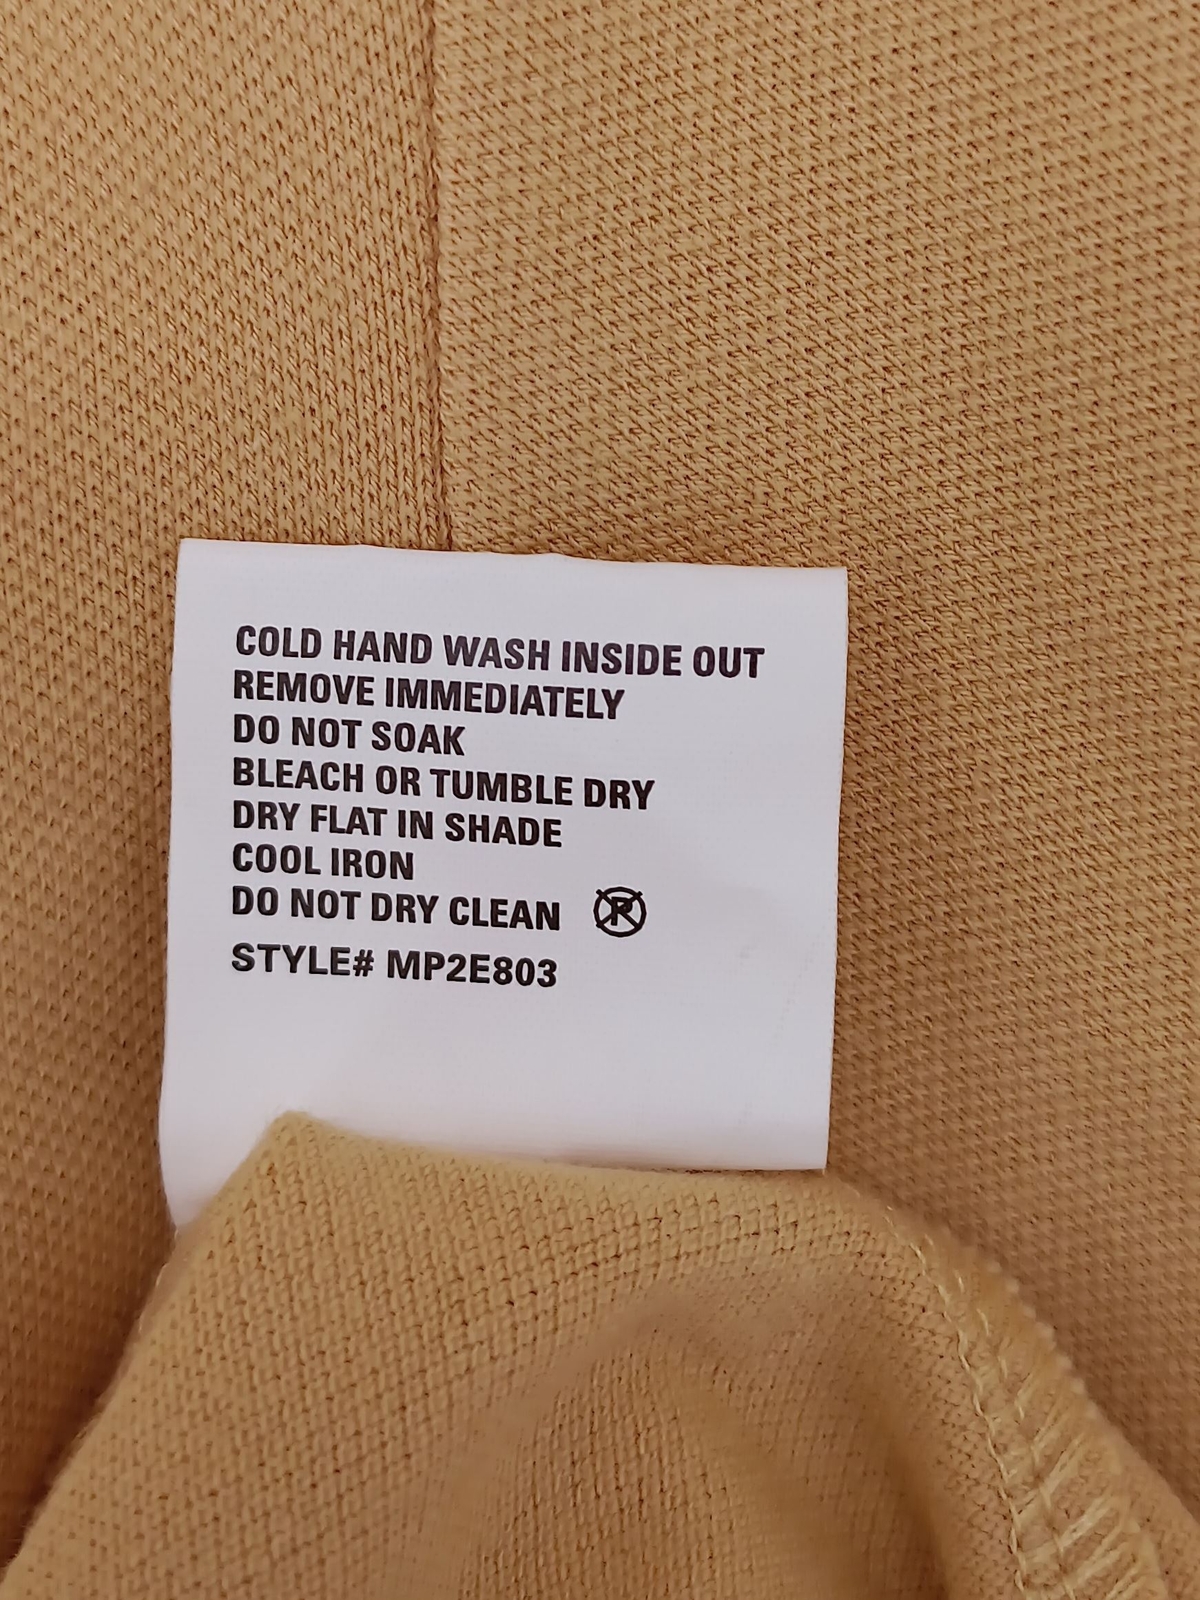 COLD HAND WASH INSIDE OUT
REMOVE IMMEDIATELY
DO NOT SOAK
BLEACH OR TUMBLE DRY
DRY FLAT IN SHADE
COOL IRON
DO NOT DRY CLEAN P
STYLE# MP2E803